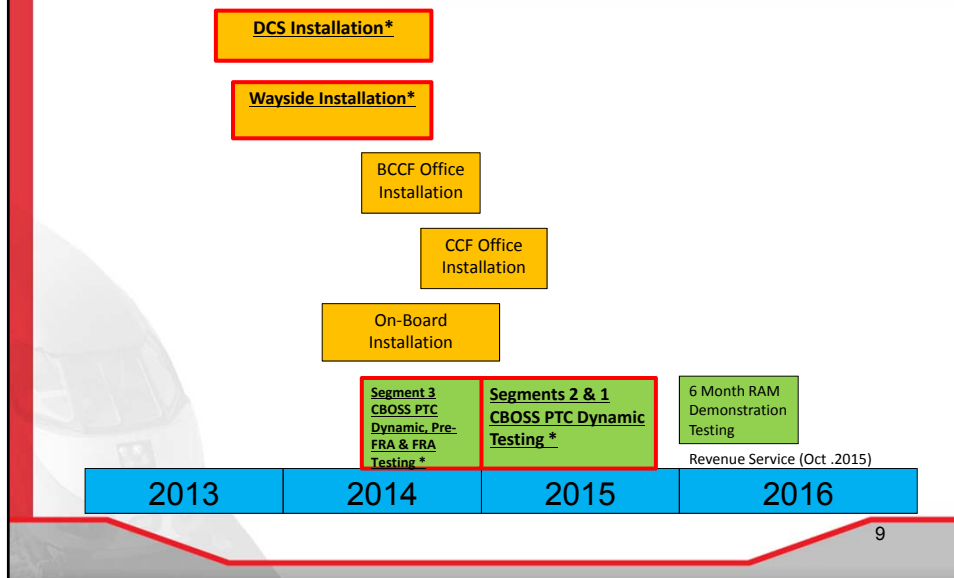 DCS Installation*
Wayside Installation*
BCCF Office
Installation
CCF Office
Installation
On-Board
Installation
Segment 3
CBOSS PTC
Dynamic, Pre-
FRA & FRA
Testing *
Segments 2 & 1
CBOSS PTC Dynamic
Testing *
6 Month RAM
Demonstration
Testing
Revenue Service (Oct .2015)
2013
2014
2015
2016
9